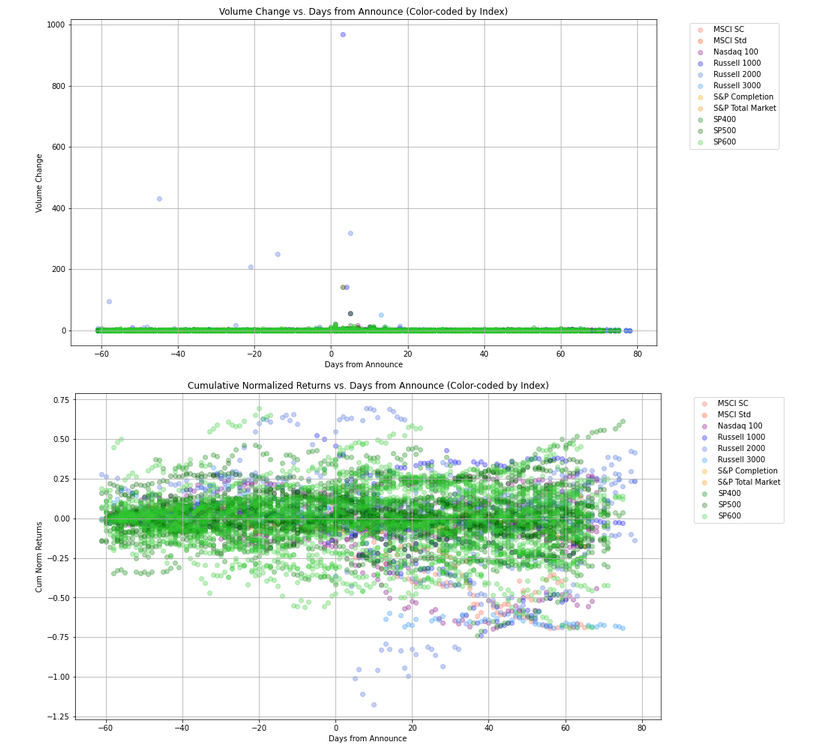 Volume Change vs. Days from Announce (Color-coded by Index)
1000
800
600
400
200
0
Volume Change
−60
−40
−20
0
20
40
60
80
Days from Announce
MSCI SC
MSCI Std
Nasdaq 100
Russell 1000
Russell 2000
Russell 3000
S&P Completion
S&P Total Market
SP400
SP500
SP600
Cumulative Normalized Returns vs. Days from Announce (Color-coded by Index)
0.75
0.50
0.25
0.00
−0.25
−0.50
−0.75
−1.00
−1.25
Cum Norm Returns
−60
−40
−20
0
20
40
60
80
Days from Announce
MSCI SC
MSCI Std
Nasdaq 100
Russell 1000
Russell 2000
Russell 3000
S&P Completion
S&P Total Market
SP400
SP500
SP600